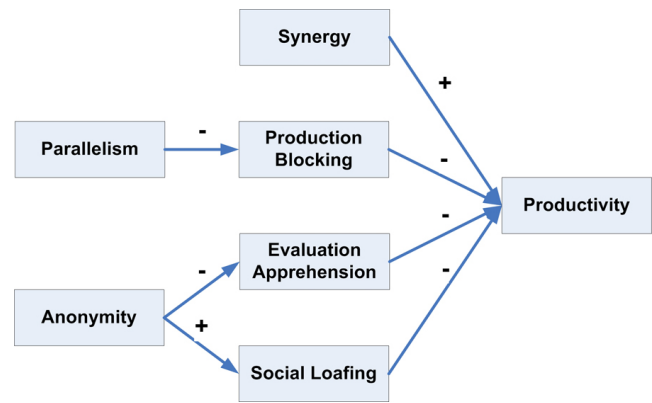 Synergy
+
Parallelism
-
Production
Blocking
-
Productivity
-
Evaluation
Apprehension
-
-
Anonymity
+
Social Loafing